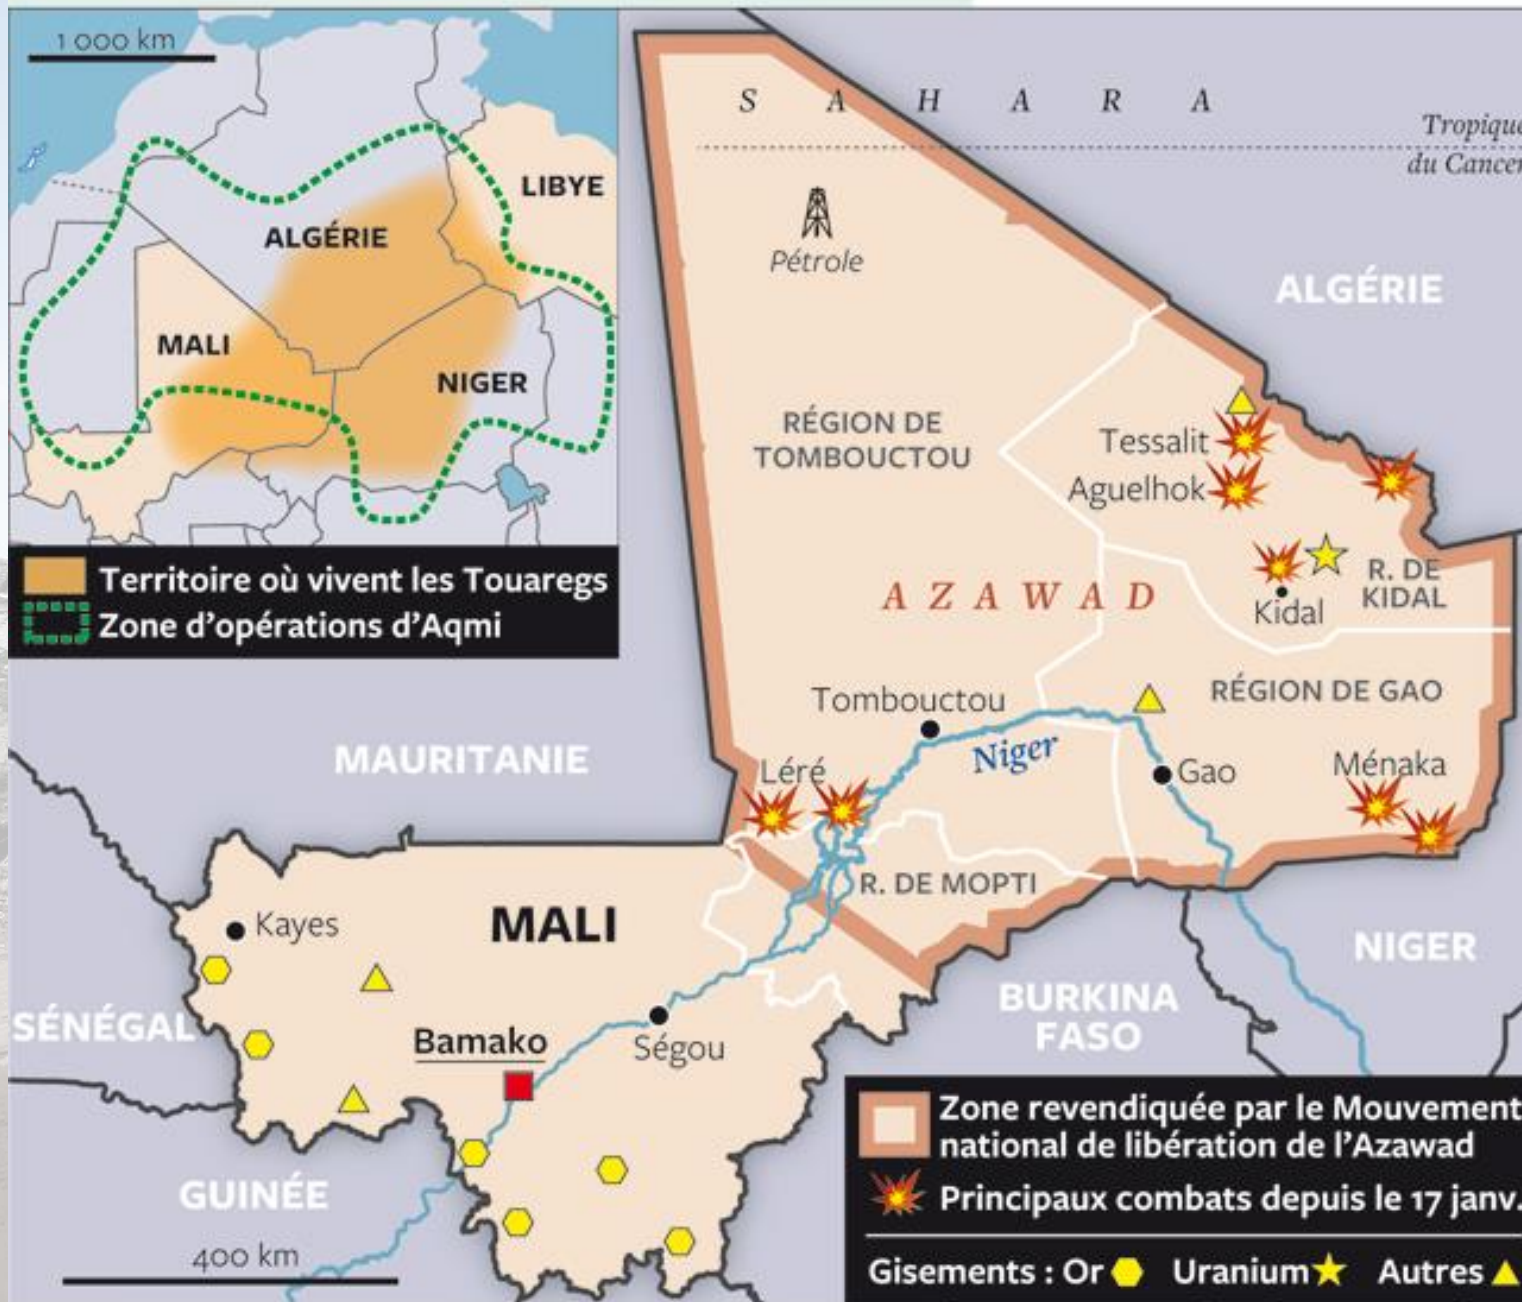 1 000 km
LIBYE
ALGÉRIE
MALI
NIGER
Territoire où vivent les Touaregs
Zone d'opérations d'Aqmi
SAHARA
Tropique
du Cancer
Pétrole
ALGÉRIE
RÉGION DE
TOMBOUCTOU
Tessalit
Aguelhok
AZAWAD
R. DE
KIDAL
Kidal
Tombouctou
RÉGION DE GAO
Niger
MAURITANIE
Léré
Gao
Ménaka
R. DE MOPTI
Kayes
MALI
NIGER
SÉNÉGAL
BURKINA
FASO
Bamako
Ségou
GUINÉE
400 km
Zone revendiquée par le Mouvement
national de libération de l'Azawad
Principaux combats depuis le 17 janv.
Gisements : Or Uranium Autres